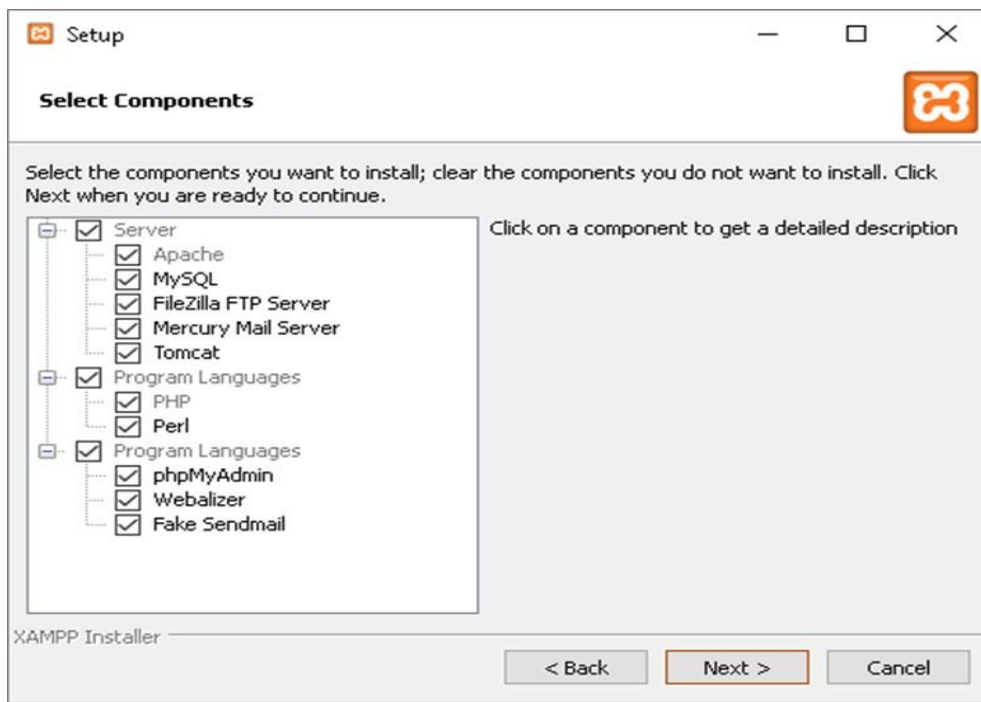 Setup
Select Components
Select the components you want to install; clear the components you do not want to install. Click
Next when you are ready to continue.
Server
Apache
MySQL
FileZilla FTP Server
Mercury Mail Server
Tomcat
Program Languages
PHP
Perl
Program Languages
phpMyAdmin
Webalizer
Fake Sendmail
Click on a component to get a detailed description
XAMPP Installer
< Back
Next >
Cancel